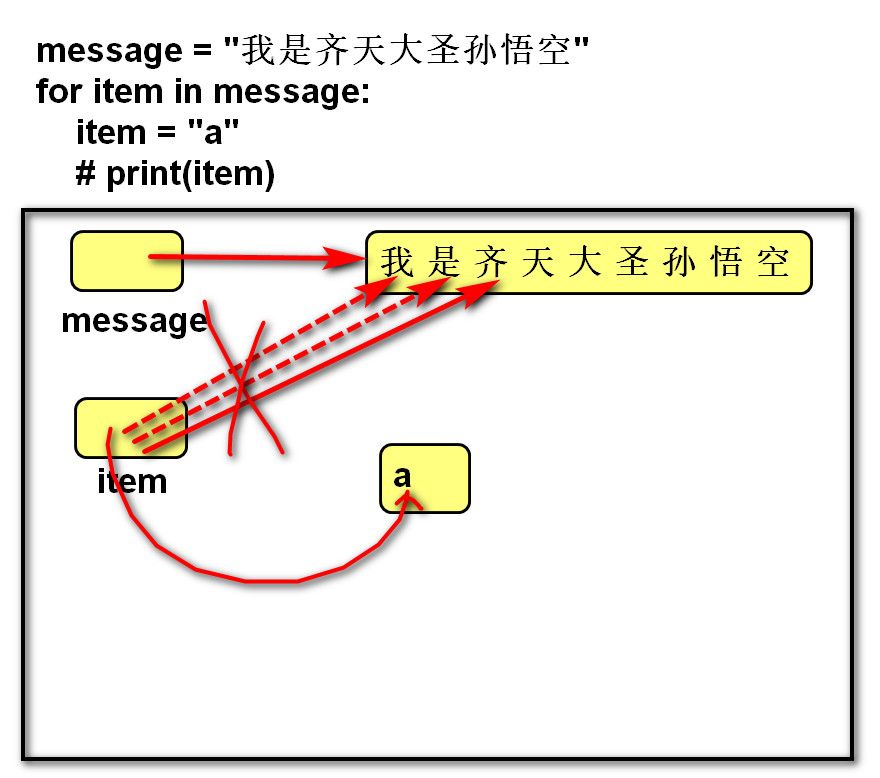 message = "我是齐天大圣孙悟空"
for item in message:
    item = "a"
    # print(item)
我是齐天大圣孙悟空
message
item
a